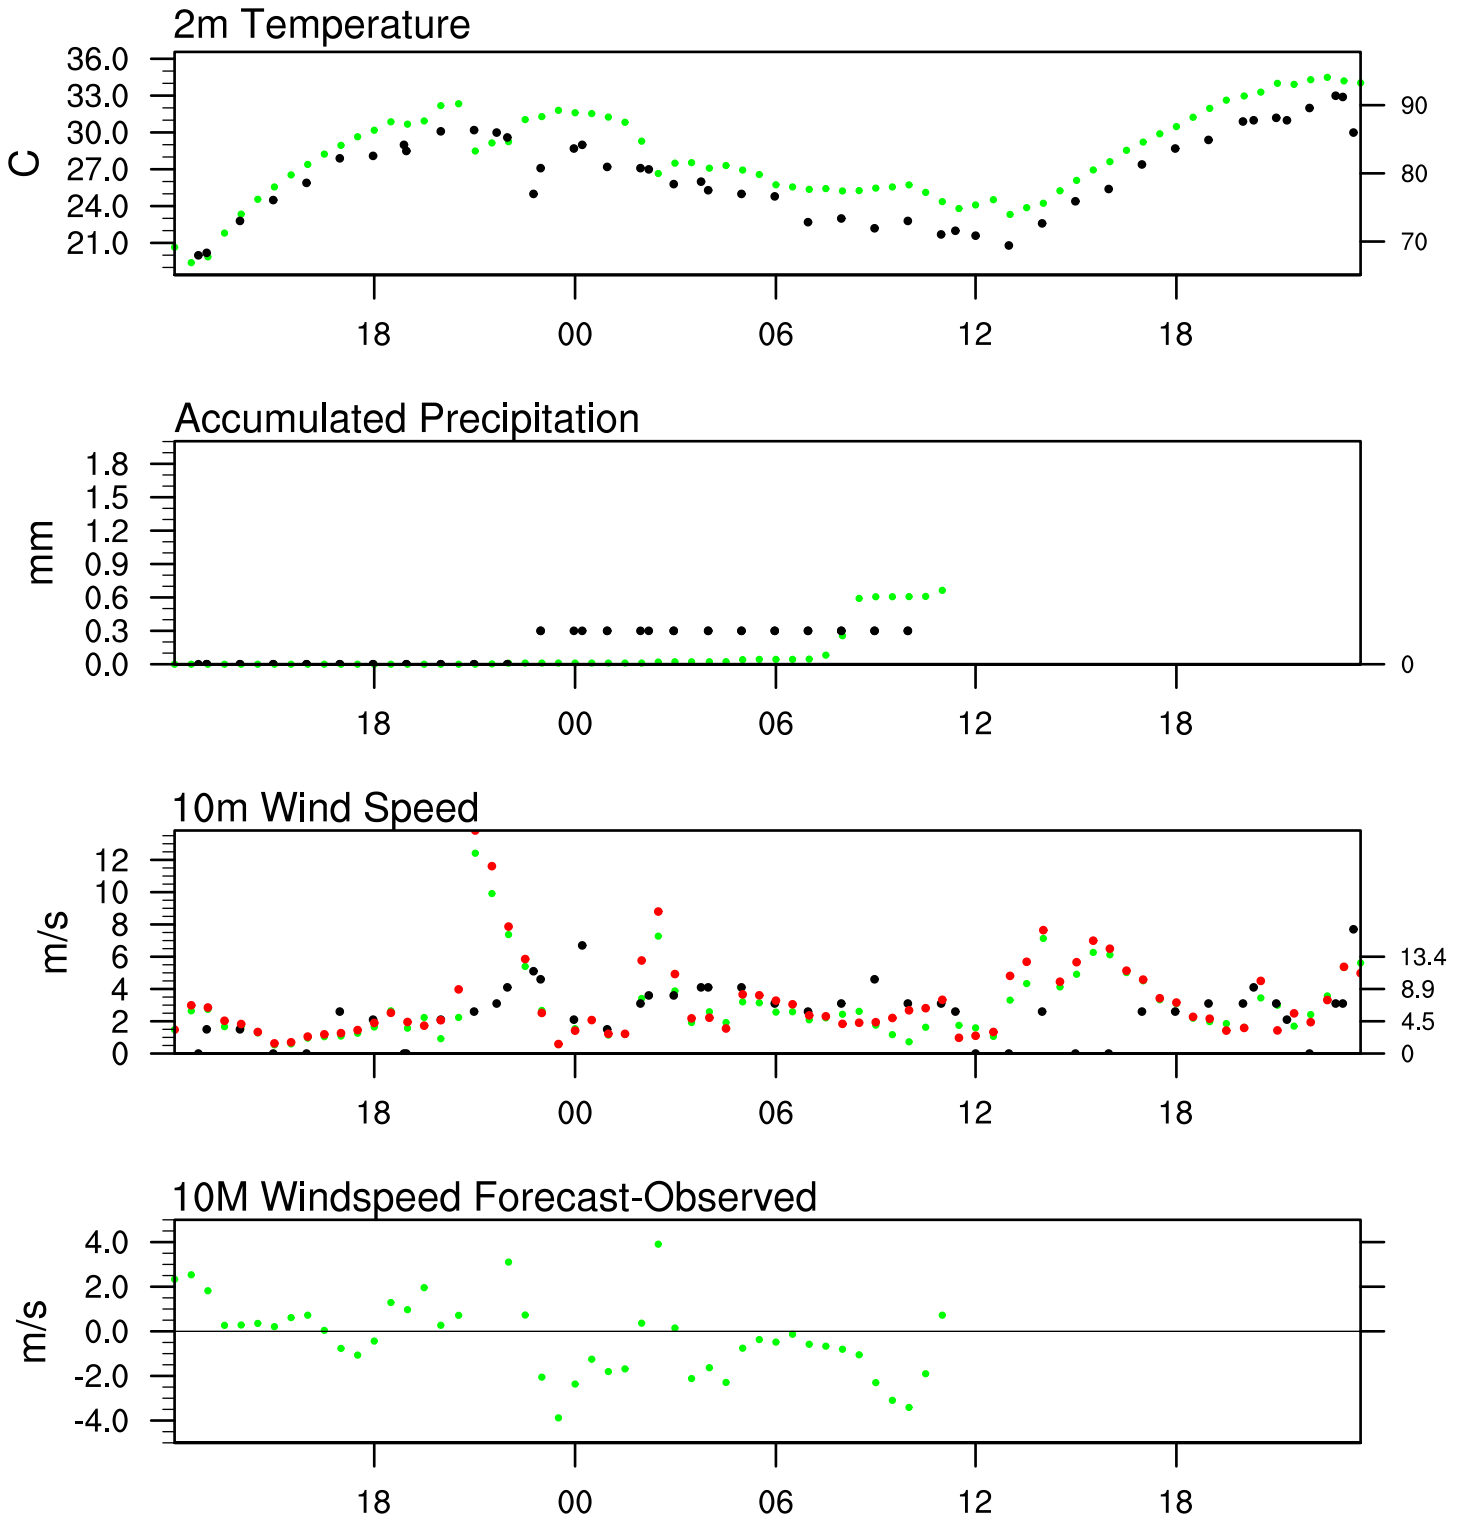 2m Temperature
36.0
33.0
30.0
27.0
24.0
21.0
C
90
80
70
18 00 06 12 18
Accumulated Precipitation
1.8
1.5
1.2
0.9
0.6
0.3
0.0
mm
0
18 00 06 12 18
10m Wind Speed
12
10
8
6
4
2
0
m/s
13.4
8.9
4.5
0
18 00 06 12 18
10M Windspeed Forecast-Observed
4.0
2.0
0.0
-2.0
-4.0
m/s
18 00 06 12 18